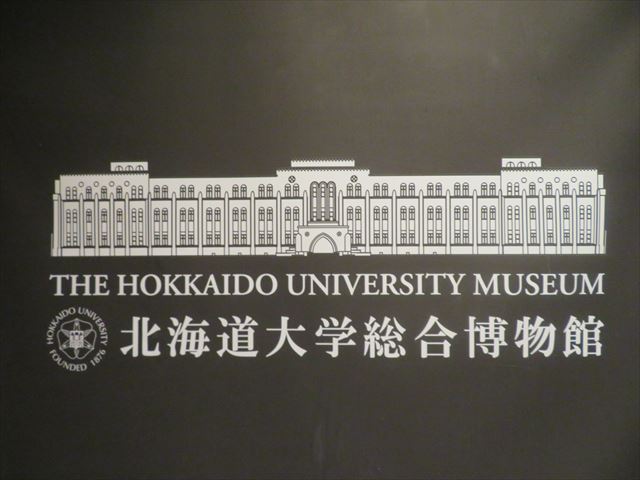 THE HOKKAIDO UNIVERSITY MUSEUM
HOKKAIDO UNIVERSITY
FOUNDED 1876
北海道大学総合博物館